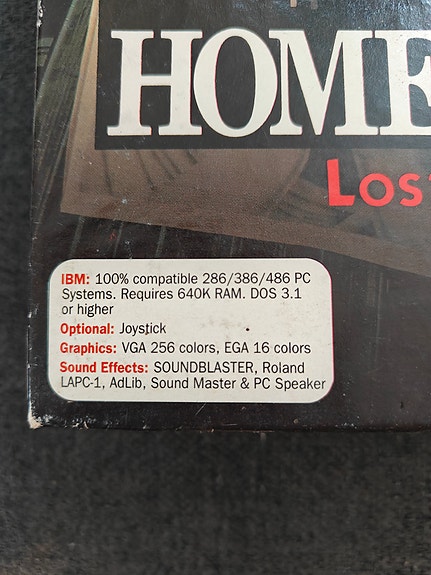 HOME
LOS
IBM: 100% compatible 286/386/486 PC
Systems. Requires 640K RAM. DOS 3.1
or higher
Optional: Joystick
Graphics: VGA 256 colors, EGA 16 colors
Sound Effects: SOUNDBLASTER, Roland
LAPC-1, AdLib, Sound Master & PC Speaker